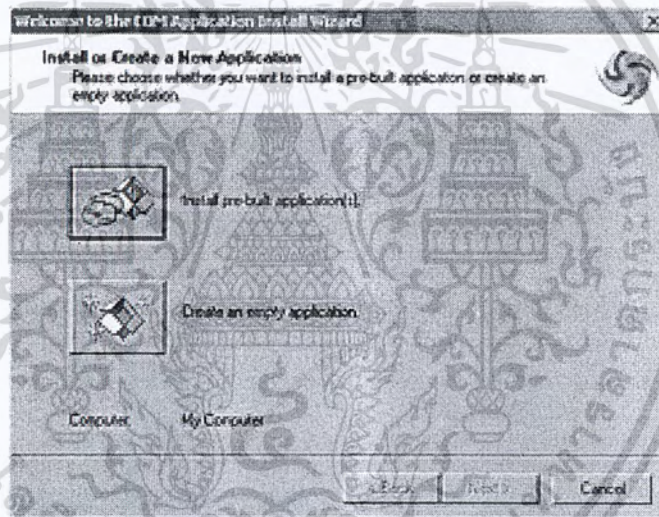 Welcome to the COM Application Install Wizard
Install or Create a New Application
Please choose whether you want to install a pre-built application or create an
empty application.
Install pre-built application(s).
Create an empty application.
Computer: My Computer
< Back Next > Cancel